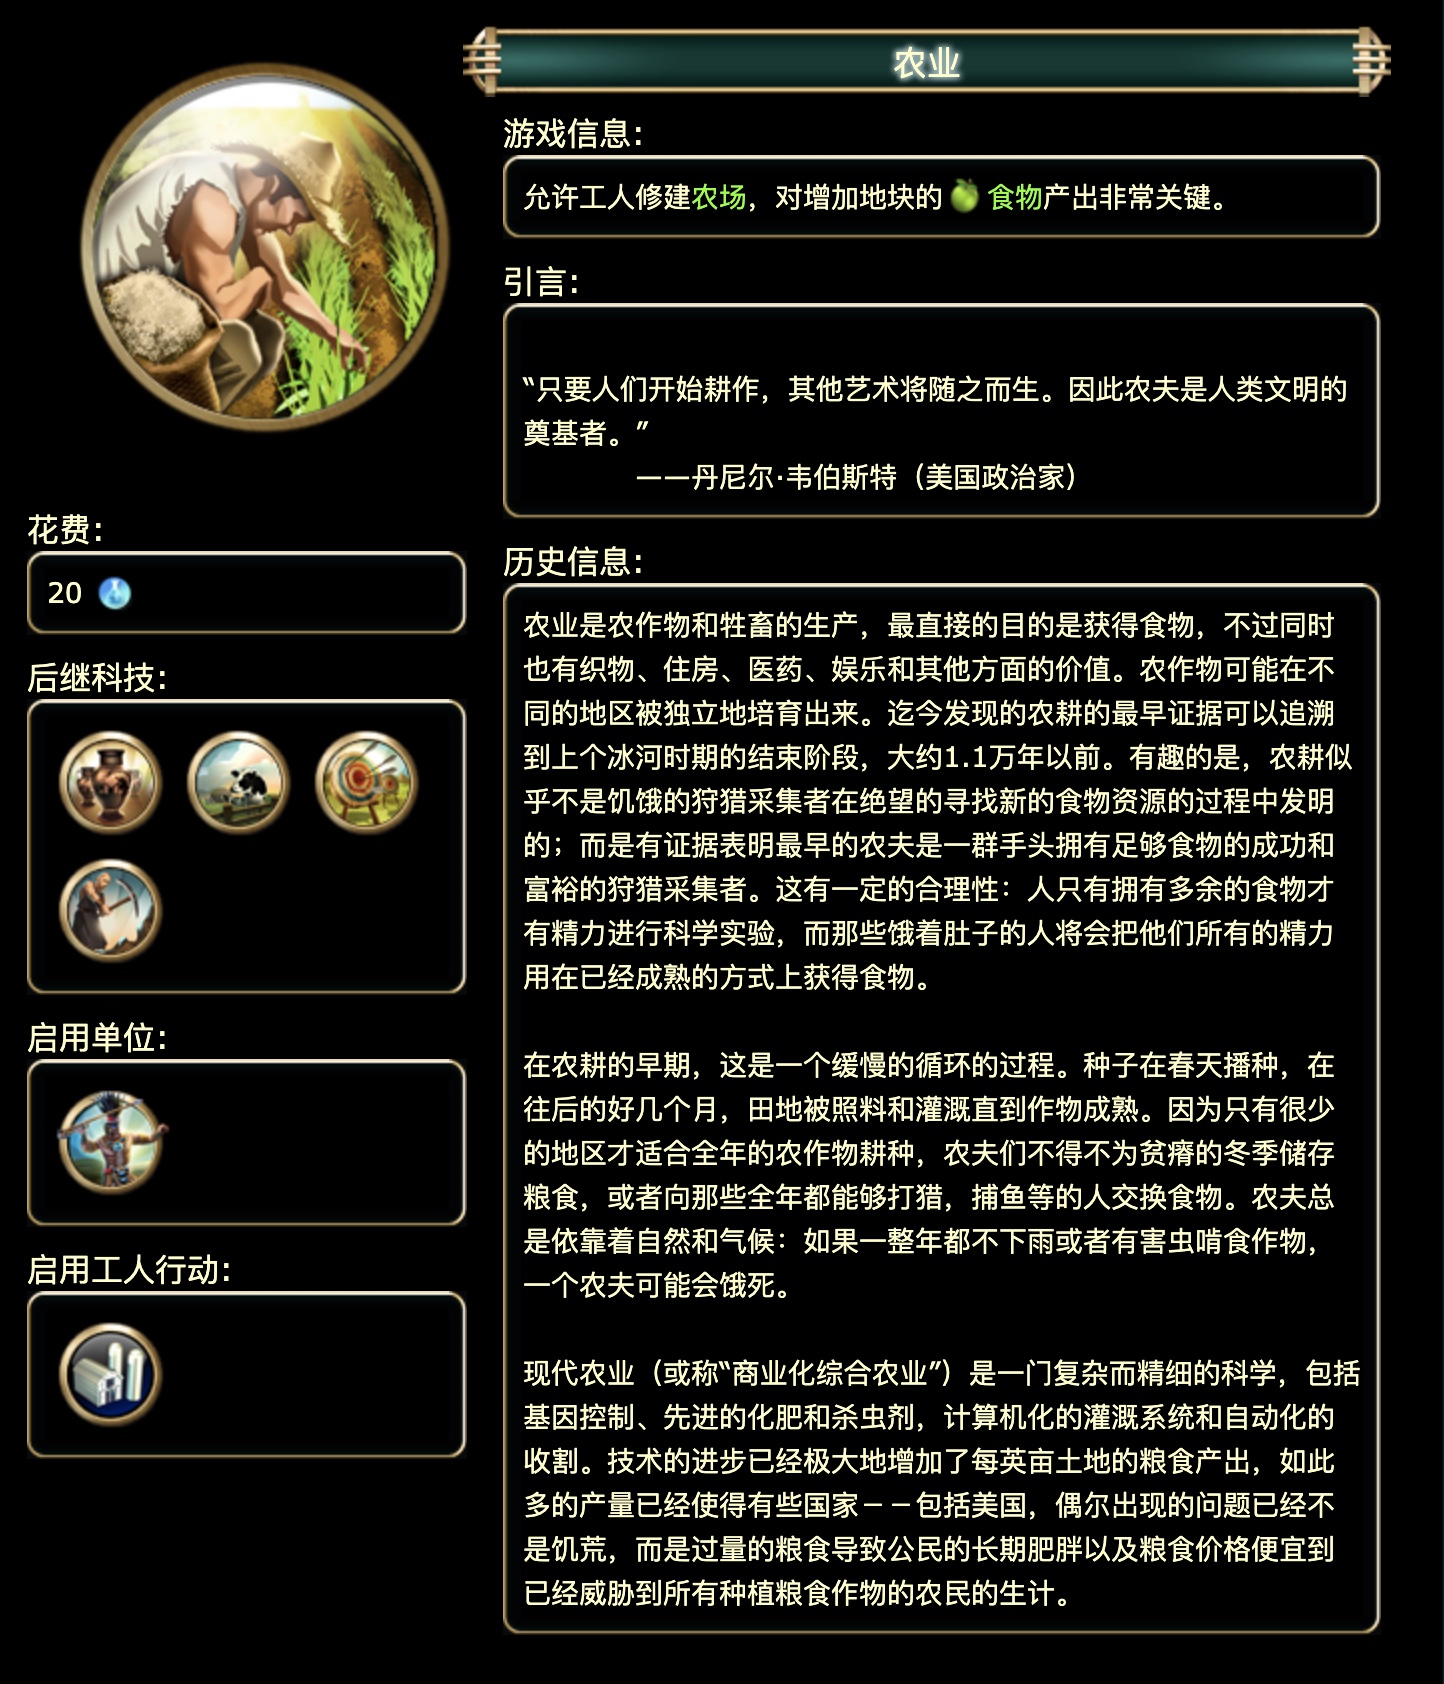 农业
游戏信息：
允许工人修建农场，对增加地块的食物产出非常关键。
引言：
“只要人们开始耕作，其他艺术将随之而生。因此农夫是人类文明的
奠基者。”
——丹尼尔·韦伯斯特（美国政治家）
花费：
20
后继科技：
启用单位：
启用工人行动：
历史信息：
农业是农作物和牲畜的生产，最直接的目的是获得食物，不过同时
也有织物、住房、医药、娱乐和其他方面的价值。农作物可能在不
同的地区被独立地培育出来。迄今发现的农耕的最早证据可以追溯
到上个冰河时期的结束阶段，大约1.1万年以前。有趣的是，农耕似
乎不是饥饿的狩猎采集者在绝望的寻找新的食物资源的过程中发明
的；而是有证据表明最早的农夫是一群手头拥有足够食物的成功和
富裕的狩猎采集者。这有一定的合理性：人只有拥有多余的食物才
有精力进行科学实验，而那些饿着肚子的人将会把他们所有的精力
用在已经成熟的方式上获得食物。
在农耕的早期，这是一个缓慢的循环的过程。种子在春天播种，在
往后的好几个月，田地被照料和灌溉直到作物成熟。因为只有很少
的地区才适合全年的农作物耕种，农夫们不得不为贫瘠的冬季储存
粮食，或者向那些全年都能够打猎，捕鱼等的人交换食物。农夫总
是依靠着自然和气候：如果一整年都不下雨或者有害虫啃食作物，
一个农夫可能会饿死。
现代农业（或称“商业化综合农业”）是一门复杂而精细的科学，包括
基因控制、先进的化肥和杀虫剂，计算机化的灌溉系统和自动化的
收割。技术的进步已经极大地增加了每英亩土地的粮食产出，如此
多的产量已经使得有些国家－－包括美国，偶尔出现的问题已经不
是饥荒，而是过量的粮食导致公民的长期肥胖以及粮食价格便宜到
已经威胁到所有种植粮食作物的农民的生计。